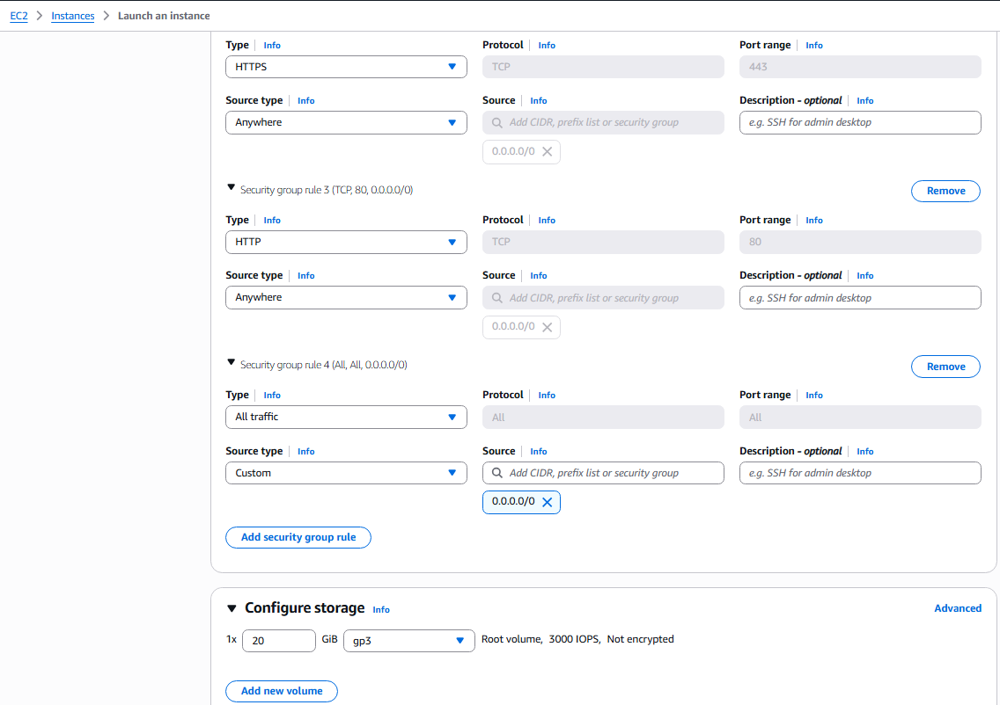 EC2 > Instances > Launch an instance
Type Info Protocol Info Port range Info
HTTPS TCP 443
Source type Info Source Info Description - optional Info
Anywhere Add CIDR, prefix list or security group e.g. SSH for admin desktop
0.0.0.0/0
Security group rule 3 (TCP, 80, 0.0.0.0/0) Remove
Type Info Protocol Info Port range Info
HTTP TCP 80
Source type Info Source Info Description - optional Info
Anywhere Add CIDR, prefix list or security group e.g. SSH for admin desktop
0.0.0.0/0
Security group rule 4 (All, All, 0.0.0.0/0) Remove
Type Info Protocol Info Port range Info
All traffic All All
Source type Info Source Info Description - optional Info
Custom Add CIDR, prefix list or security group e.g. SSH for admin desktop
0.0.0.0/0
Add security group rule
Configure storage Info Advanced
1x 20 GiB gp3 Root volume, 3000 IOPS, Not encrypted
Add new volume